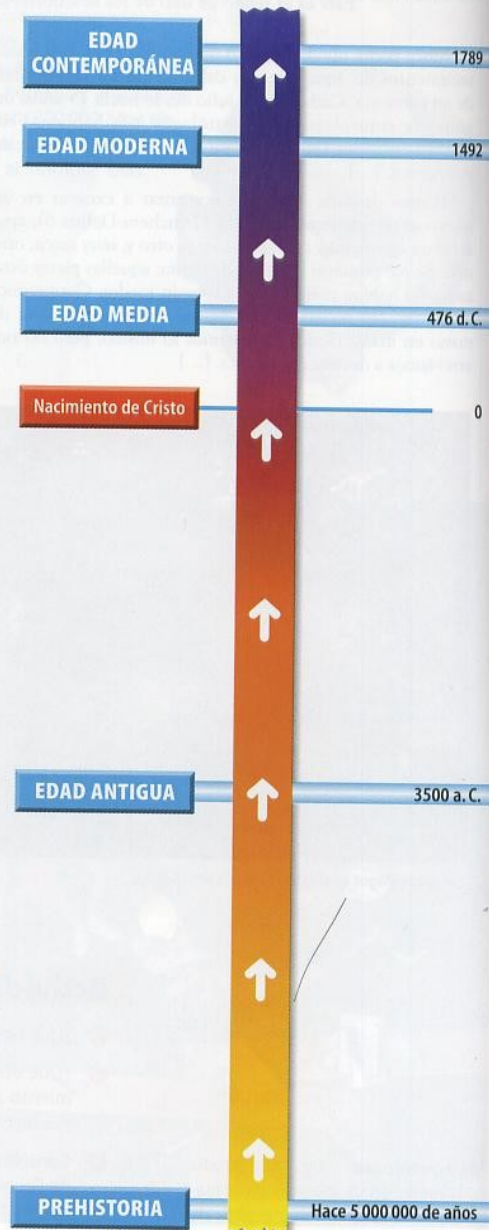 EDAD
CONTEMPORÁNEA
1789
EDAD MODERNA
1492
EDAD MEDIA
476 d. C.
Nacimiento de Cristo
0
EDAD ANTIGUA
3500 a. C.
PREHISTORIA
Hace 5 000 000 de años